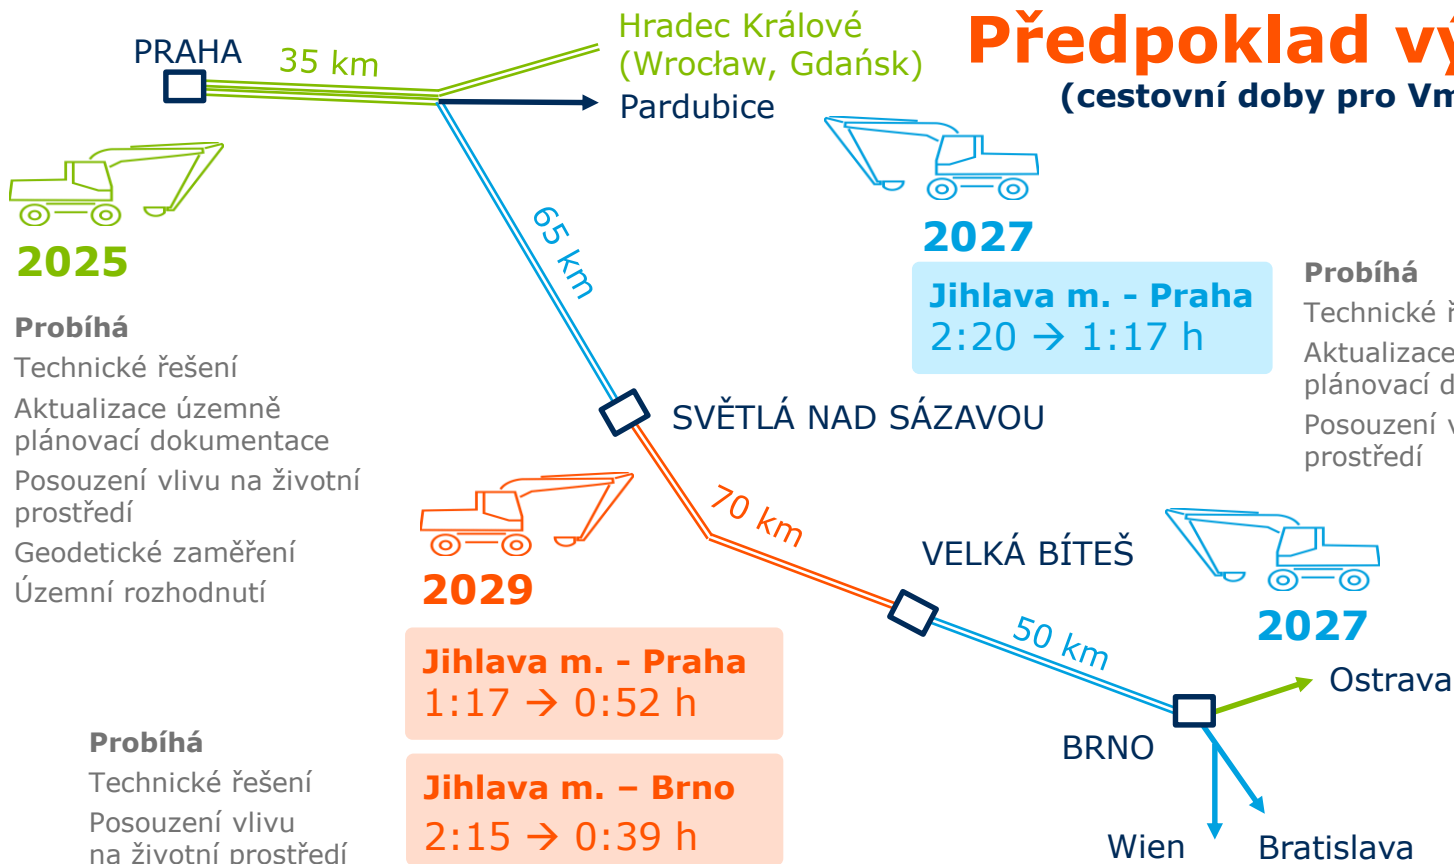 Předpoklad
(cestovní doby pro
PRAHA
35 km
Hradec Králové
(Wrocław, Gdańsk)
Pardubice
2025
Probíhá
Technické řešení
Aktualizace územně
plánovací dokumentace
Posouzení vlivu na životní
prostředí
Geodetické zaměření
Územní rozhodnutí
65 km
2027
Jihlava m. - Praha
2:20 → 1:17 h
Probíhá
Technické
Aktualizace
plánovací
Posouzení
prostředí
SVĚTLÁ NAD SÁZAVOU
70 km
2029
Jihlava m. - Praha
1:17 → 0:52 h
Jihlava m. – Brno
2:15 → 0:39 h
Probíhá
Technické řešení
Posouzení vlivu
na životní prostředí
VELKÁ BÍTEŠ
50 km
2027
Ostrava
BRNO
Wien
Bratislava